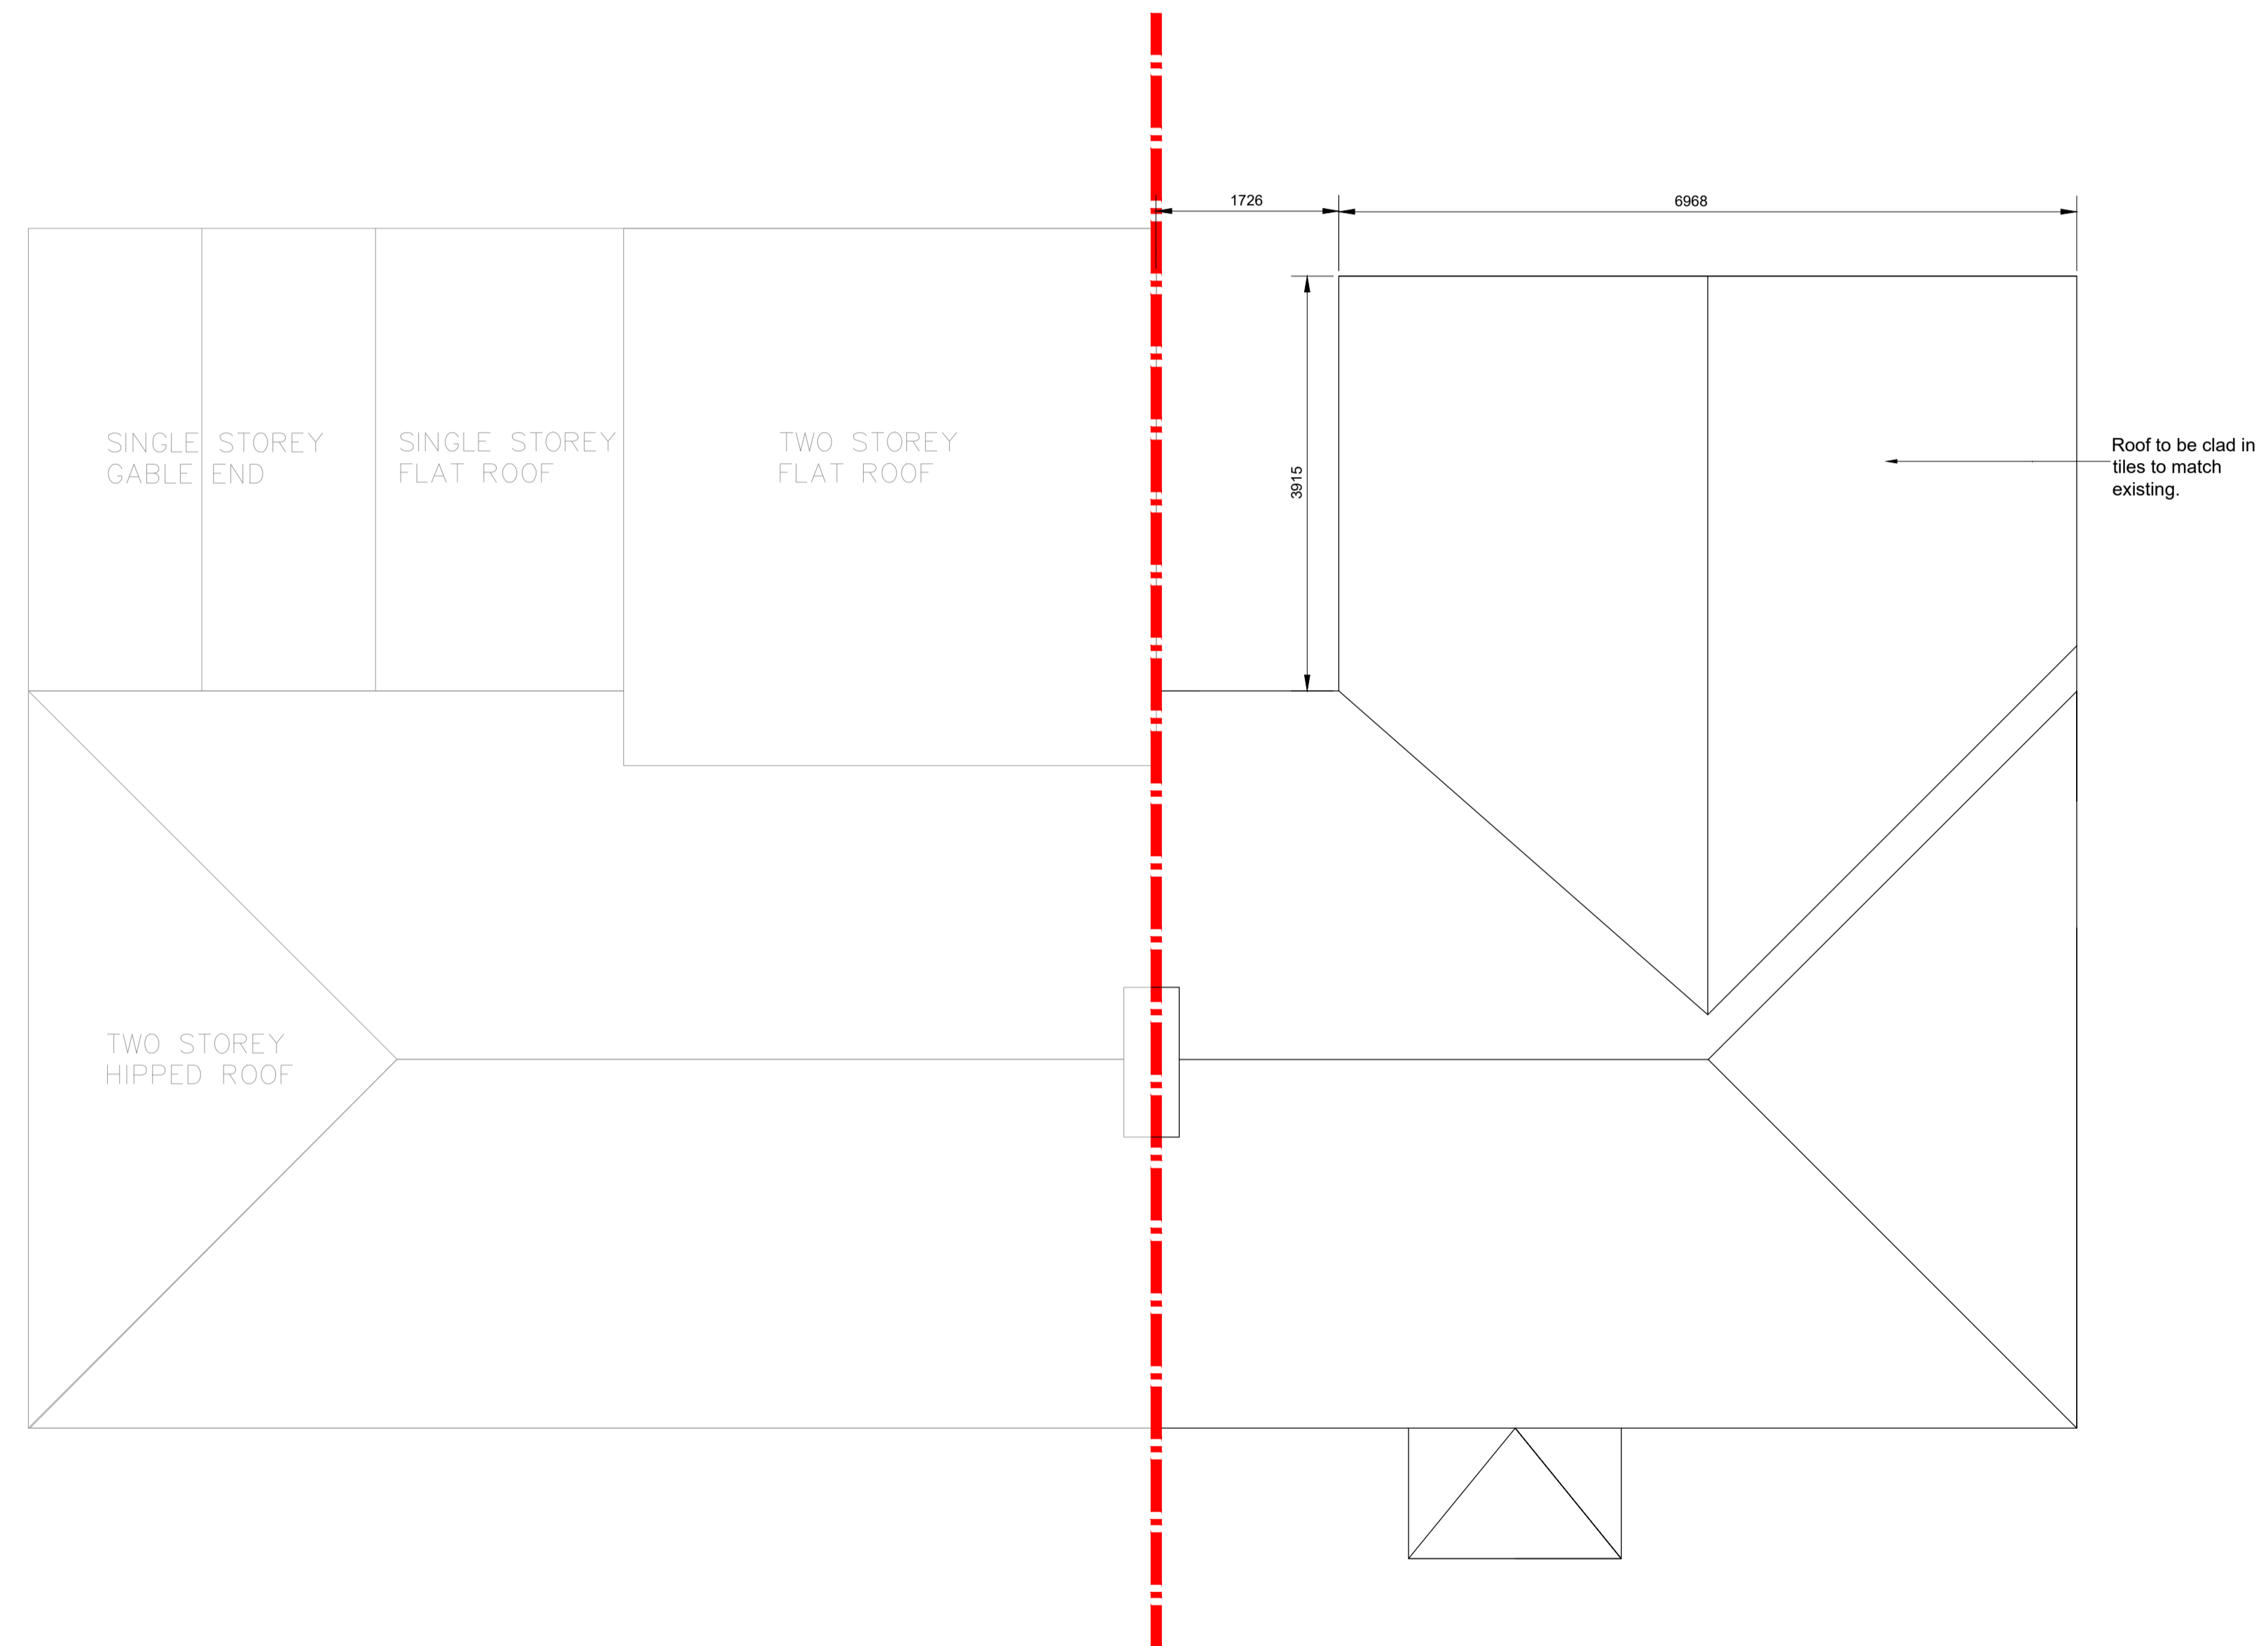 1726
6968
SINGLE STOREY
GABLE END
SINGLE STOREY
FLAT ROOF
TWO STOREY
FLAT ROOF
3915
Roof to be clad in
tiles to match
existing.
TWO STOREY
HIPPED ROOF